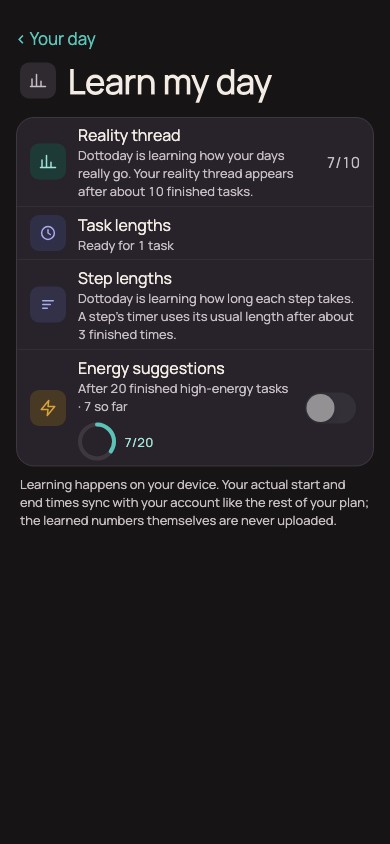 ‹ Your day
Learn my day
Reality thread
Dottoday is learning how your days
really go. Your reality thread appears
after about 10 finished tasks.
7/10
Task lengths
Ready for 1 task
Step lengths
Dottoday is learning how long each step takes.
A step's timer uses its usual length after about
3 finished times.
Energy suggestions
After 20 finished high-energy tasks
· 7 so far
7/20
Learning happens on your device. Your actual start and
end times sync with your account like the rest of your plan;
the learned numbers themselves are never uploaded.